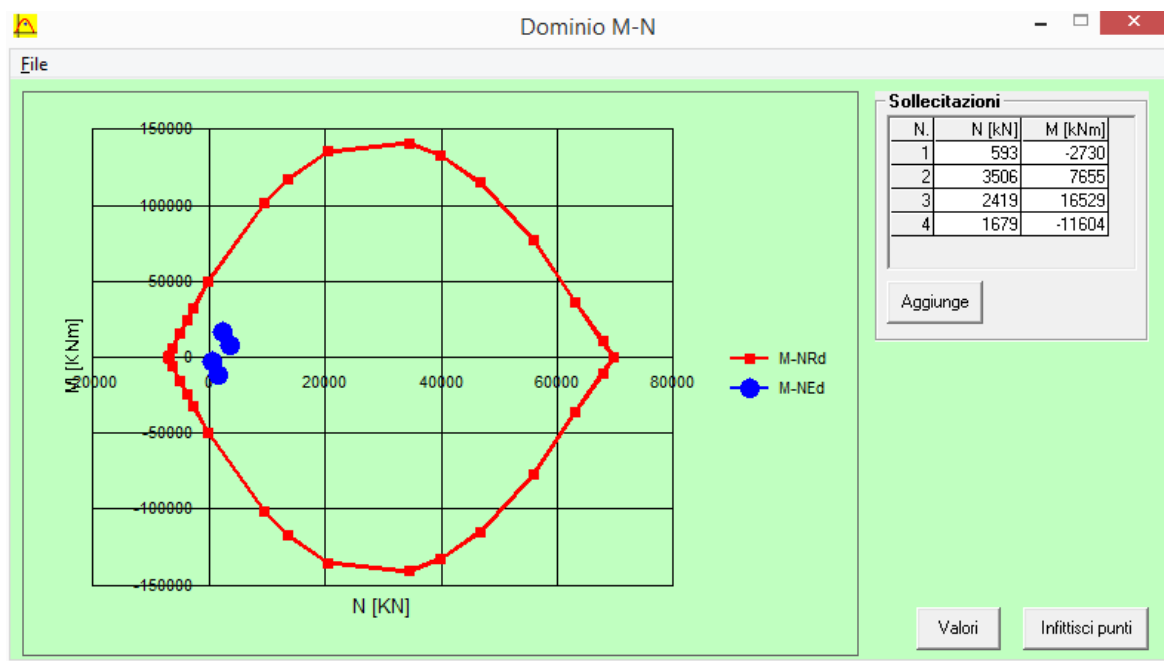 Dominio M-N
File
150000
100000
50000
0
-50000
-100000
-150000
M [KNm]
-20000 0 20000 40000 60000 80000
N [KN]
M-NRd
M-NEd
Sollecitazioni
N. N [kN] M [kNm]
1 593 -2730
2 3506 7655
3 2419 16529
4 1679 -11604
Aggiunge
Valori
Infittisci punti